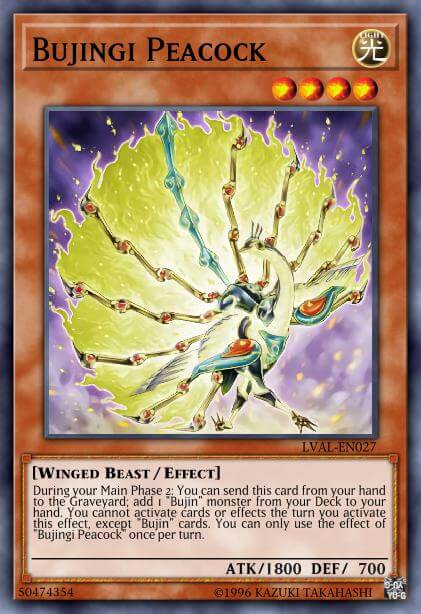 Bujingi Peacock
LIGHT
光
LVAL-EN027
[Winged Beast / Effect]
During your Main Phase 2: You can send this card from your hand
to the Graveyard; add 1 "Bujin" monster from your Deck to your
hand. You cannot activate cards or effects the turn you activate
this effect, except "Bujin" cards. You can only use the effect of
"Bujingi Peacock" once per turn.
ATK/1800 DEF/ 700
50474354
©1996 KAZUKI TAKAHASHI